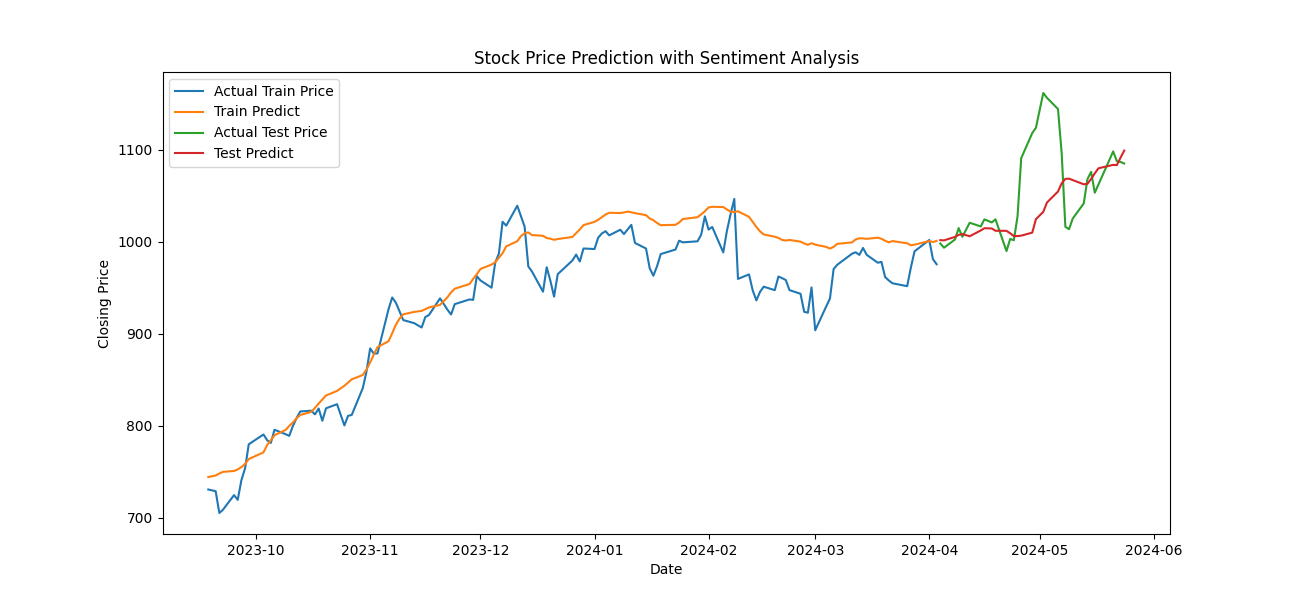 Stock Price Prediction with Sentiment Analysis
Actual Train Price
Train Predict
Actual Test Price
Test Predict
Closing Price
1100
1000
900
800
700
2023-10
2023-11
2023-12
2024-01
2024-02
2024-03
2024-04
2024-05
2024-06
Date